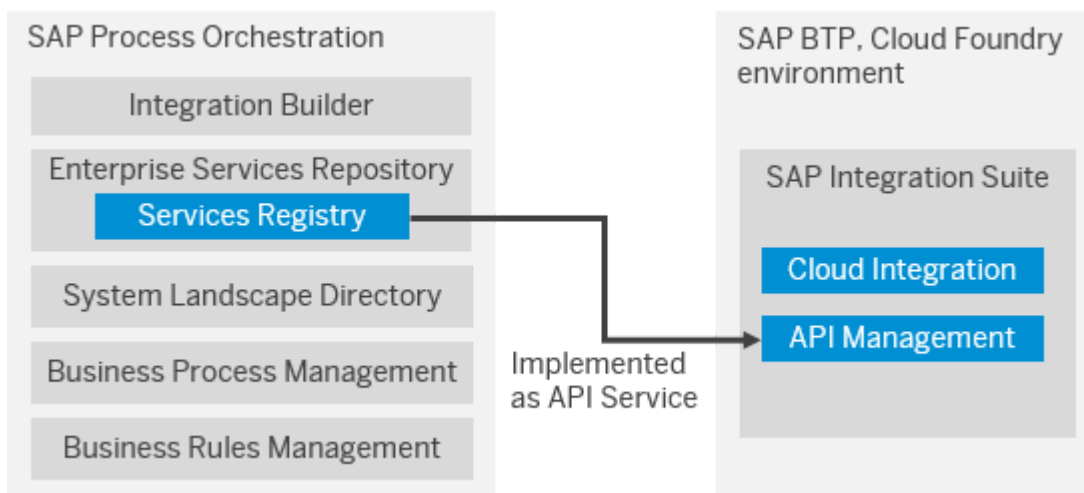 SAP Process Orchestration
Integration Builder
Enterprise Services Repository
Services Registry
System Landscape Directory
Business Process Management
Business Rules Management
Implemented
as API Service
SAP BTP, Cloud Foundry
environment
SAP Integration Suite
Cloud Integration
API Management